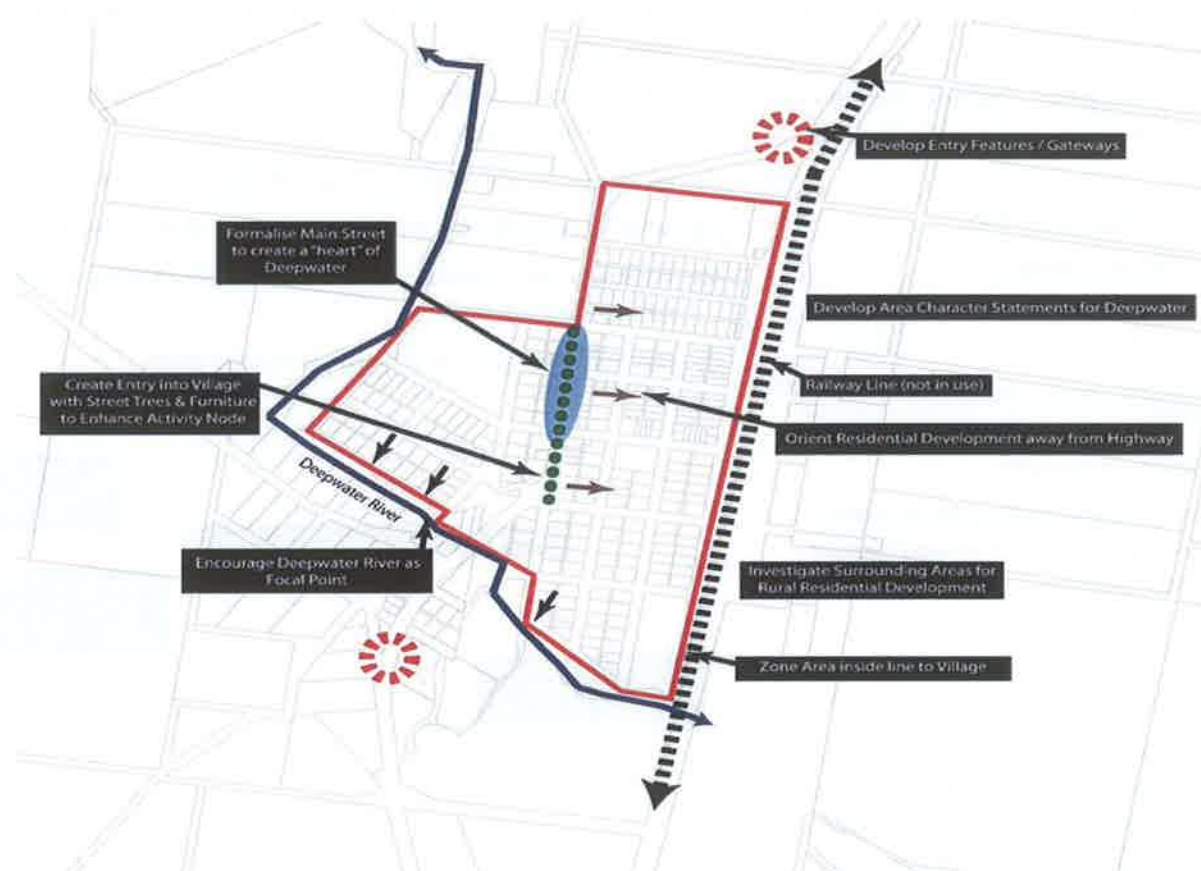 Develop Entry Features / Gateways
Formalise Main Street
to create a "heart" of
Deepwater
Develop Area Character Statements for Deepwater
Railway Line (not in use)
Create Entry into Village
with Street Trees & Furniture
to Enhance Activity Node
Orient Residential Development away from Highway
Deepwater River
Encourage Deepwater River as
Focal Point
Investigate Surrounding Areas for
Rural Residential Development
Zone Area inside line to Village